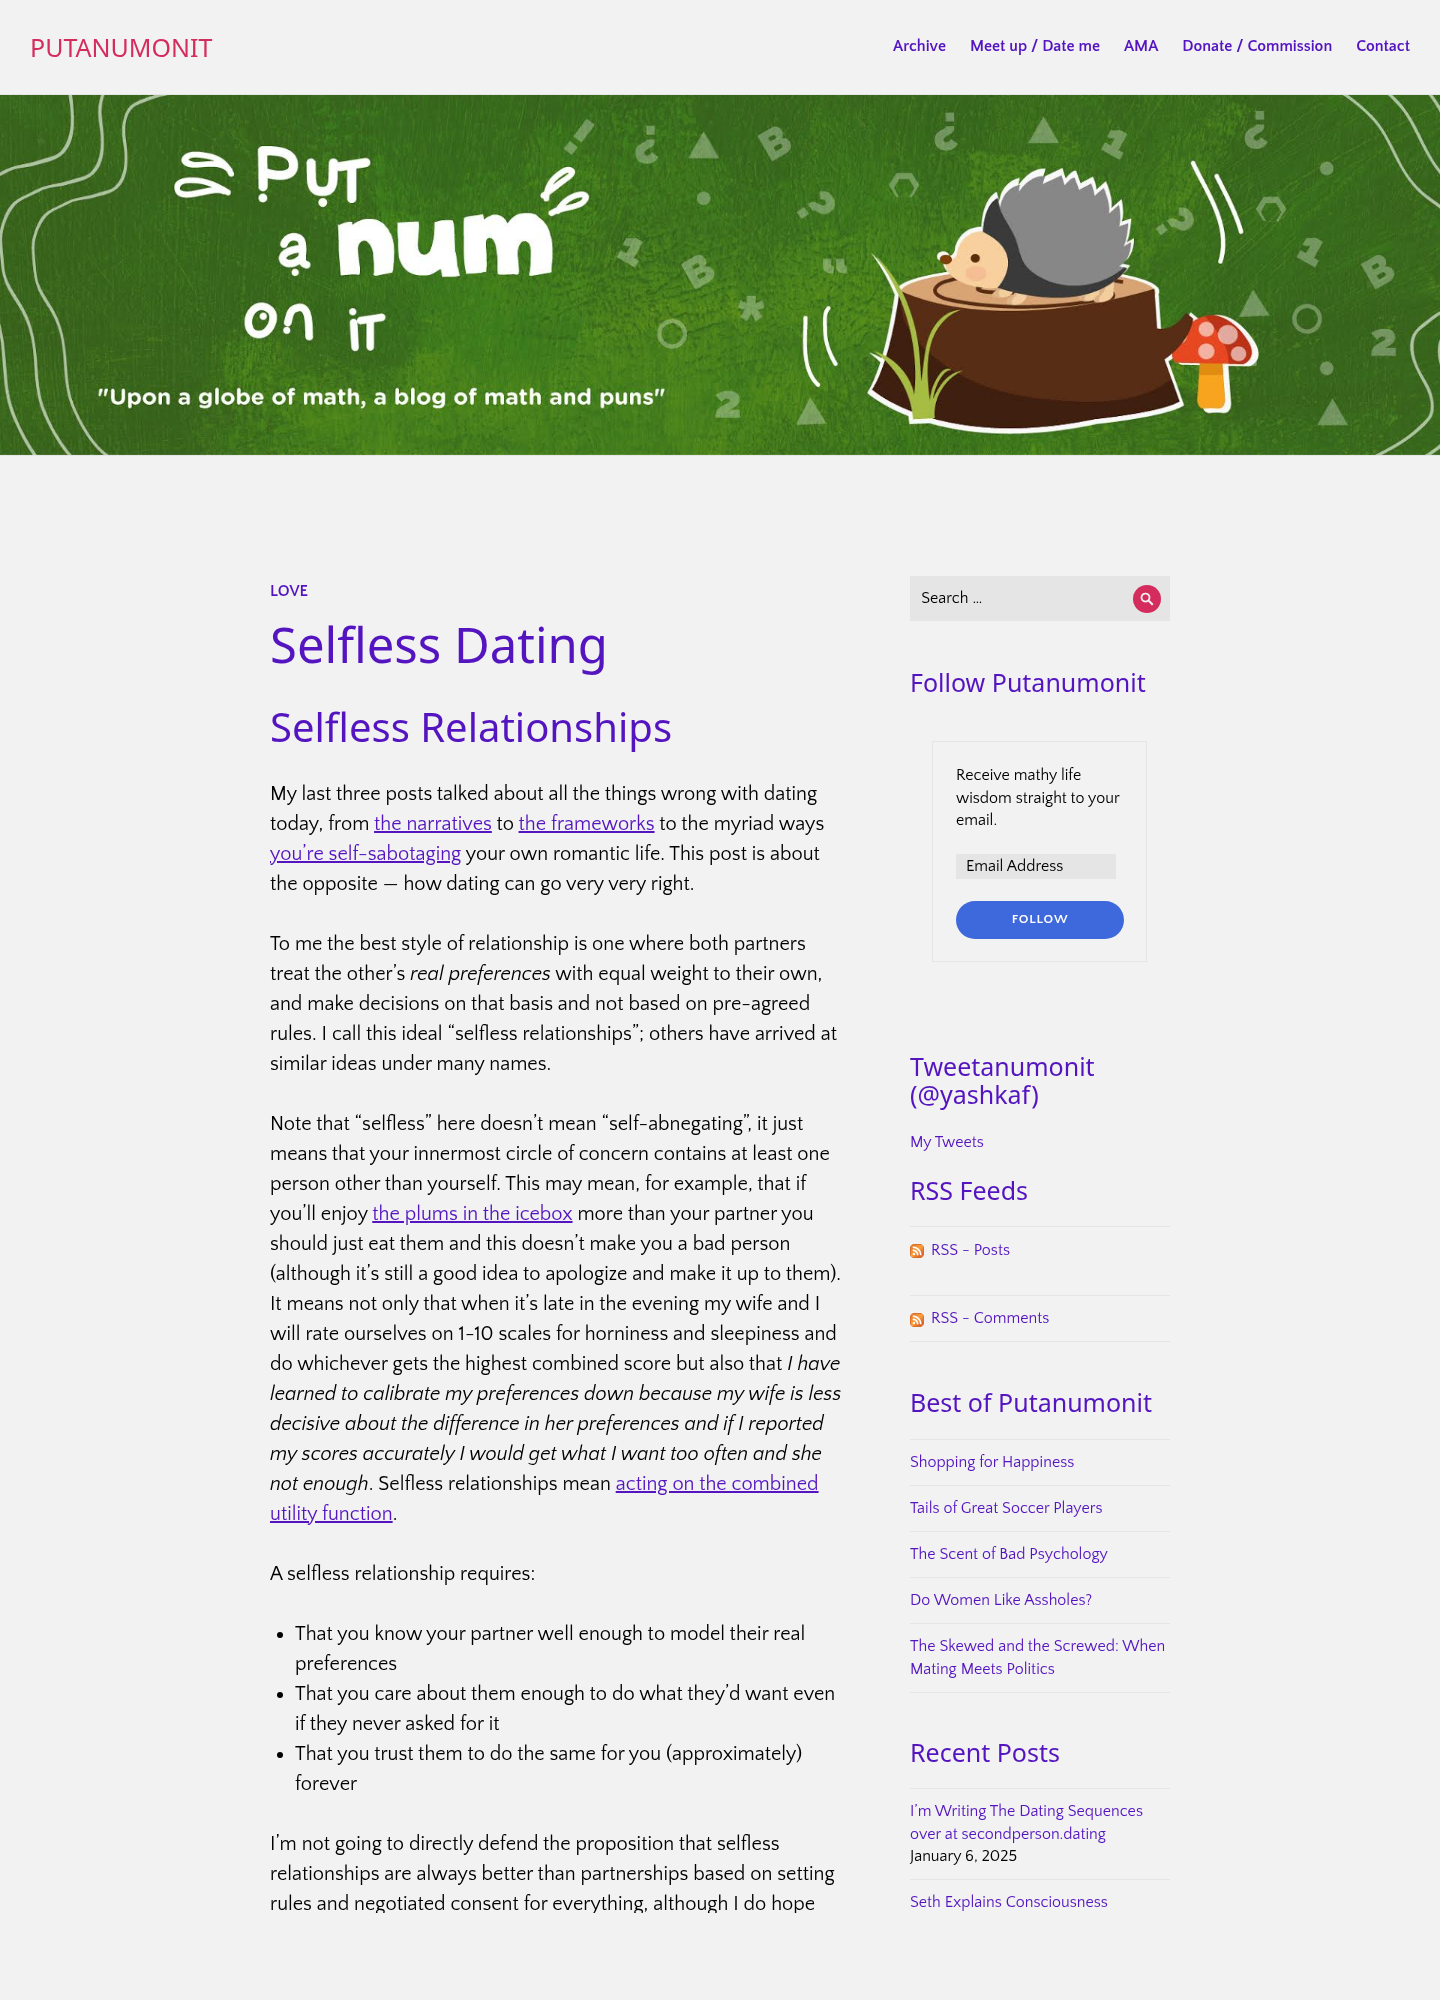 PUTANUMONIT
Archive Meet up / Date me AMA Donate / Commission Contact
Put
a num
on it
"Upon a globe of math, a blog of math and puns"
LOVE
Selfless Dating
Selfless Relationships
My last three posts talked about all the things wrong with dating
today, from the narratives to the frameworks to the myriad ways
you’re self-sabotaging your own romantic life. This post is about
the opposite — how dating can go very very right.
To me the best style of relationship is one where both partners
treat the other’s real preferences with equal weight to their own,
and make decisions on that basis and not based on pre-agreed
rules. I call this ideal “selfless relationships”; others have arrived at
similar ideas under many names.
Note that “selfless” here doesn’t mean “self-abnegating”, it just
means that your innermost circle of concern contains at least one
person other than yourself. This may mean, for example, that if
you’ll enjoy the plums in the icebox more than your partner you
should just eat them and this doesn’t make you a bad person
(although it’s still a good idea to apologize and make it up to them).
It means not only that when it’s late in the evening my wife and I
will rate ourselves on 1-10 scales for horniness and sleepiness and
do whichever gets the highest combined score but also that I have
learned to calibrate my preferences down because my wife is less
decisive about the difference in her preferences and if I reported
my scores accurately I would get what I want too often and she
not enough. Selfless relationships mean acting on the combined
utility function.
A selfless relationship requires:
• That you know your partner well enough to model their real
preferences
• That you care about them enough to do what they’d want even
if they never asked for it
• That you trust them to do the same for you (approximately)
forever
I’m not going to directly defend the proposition that selfless
relationships are always better than partnerships based on setting
rules and negotiated consent for everything, although I do hope
Search …
Follow Putanumonit
Receive mathy life
wisdom straight to your
email.
Email Address
FOLLOW
Tweetanumonit
(@yashkaf)
My Tweets
RSS Feeds
RSS - Posts
RSS - Comments
Best of Putanumonit
Shopping for Happiness
Tails of Great Soccer Players
The Scent of Bad Psychology
Do Women Like Assholes?
The Skewed and the Screwed: When
Mating Meets Politics
Recent Posts
I’m Writing The Dating Sequences
over at secondperson.dating
January 6, 2025
Seth Explains Consciousness